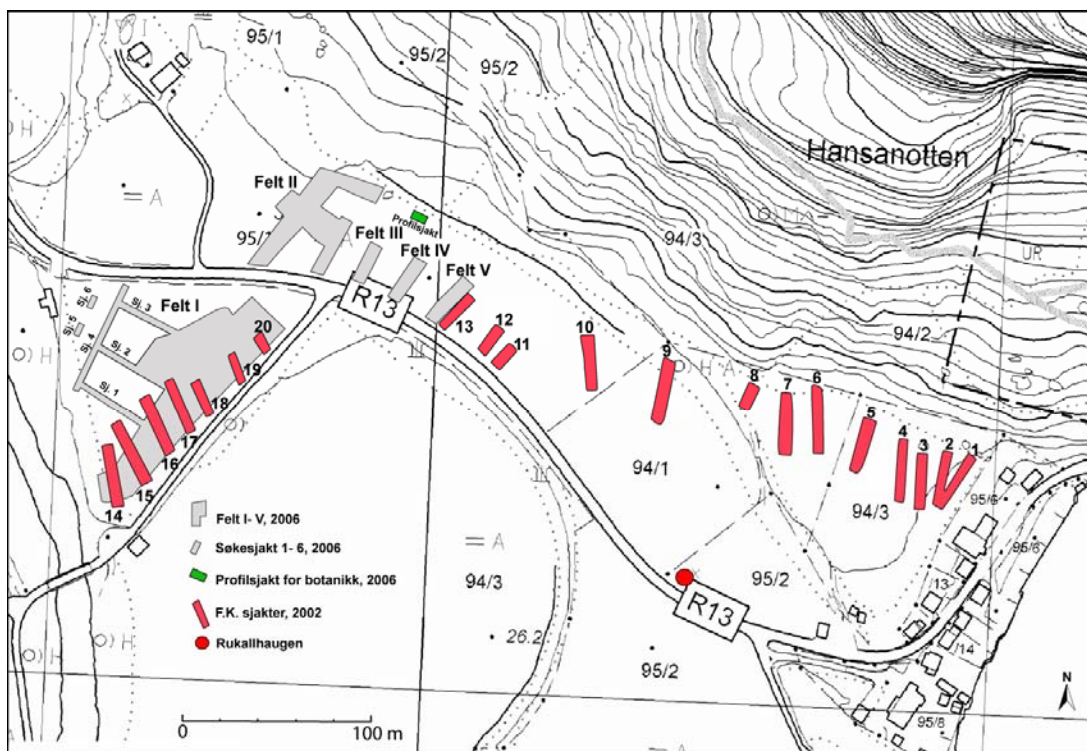 95/1
95/2
95/2
= A
Hansanotten
Felt II
Profilsjakt
95/1
A
Felt III
Felt IV
Felt V
94/3
UR
R13
Felt I
Sj. 6
Sj. 5
Sj. 4
Sj. 3
Sj. 2
Sj. 1
20
19
18
17
16
15
14
13
12
11
10
9
8
7
6
5
4
3
2
1
94/2
H A
H
94/1
94/3
95/6
95/6
/13
/14
95/8
= A
94/3
26.2
95/2
R13
95/2
H
H
Felt I- V, 2006
Søkesjakt 1- 6, 2006
Profilsjakt for botanikk, 2006
F.K. sjakter, 2002
Rukallhaugen
0 100 m
N